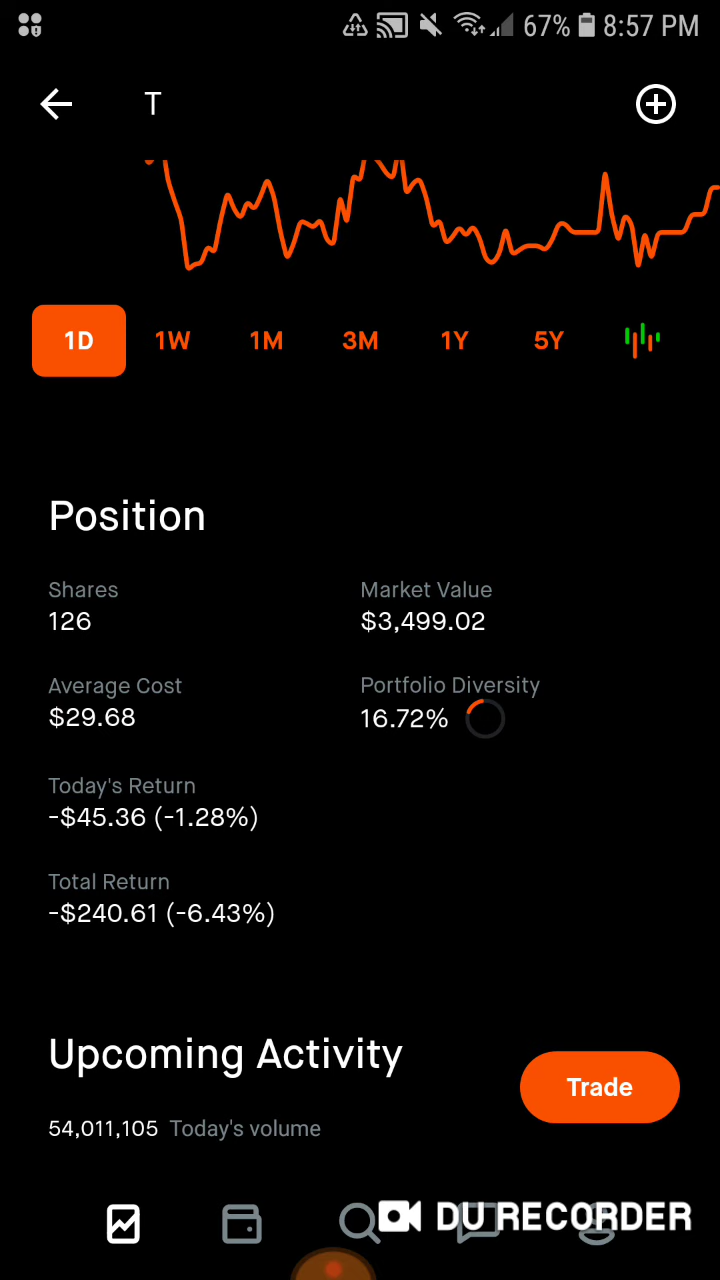 67% 8:57 PM
T
1D 1W 1M 3M 1Y 5Y
Position
Shares Market Value
126 $3,499.02
Average Cost Portfolio Diversity
$29.68 16.72%
Today's Return
-$45.36 (-1.28%)
Total Return
-$240.61 (-6.43%)
Upcoming Activity
Trade
54,011,105 Today's volume
DU RECORDER